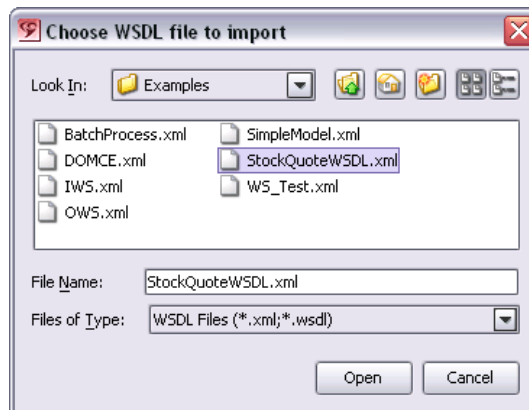 Choose WSDL file to import
Look In: Examples
BatchProcess.xml SimpleModel.xml
DOMCE.xml StockQuoteWSDL.xml
IWS.xml WS_Test.xml
OWS.xml
File Name: StockQuoteWSDL.xml
Files of Type: WSDL Files (*.xml;*.wsdl)
Open Cancel